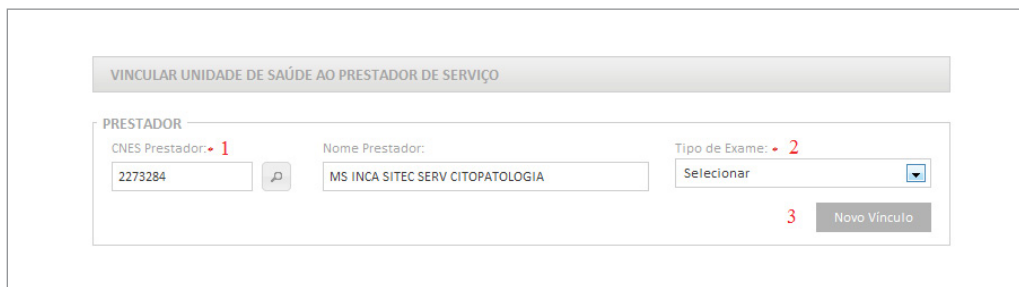 VINCULAR UNIDADE DE SAÚDE AO PRESTADOR DE SERVIÇO
PRESTADOR
CNES Prestador: 1 Nome Prestador: Tipo de Exame: 2
2273284 MS INCA SITEC SERV CITOPATOLOGIA Selecionar
3 Novo Vínculo